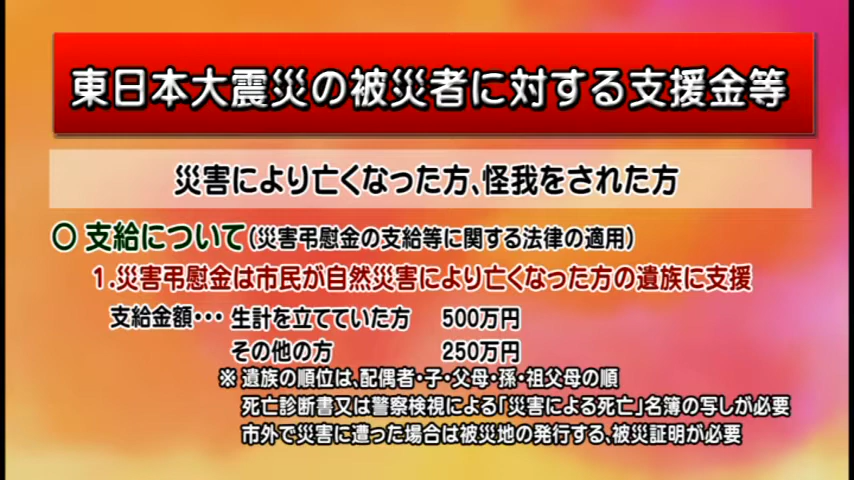 東日本大震災の被災者に対する支援金等
災害により亡くなった方、怪我をされた方
○ 支給について(災害弔慰金の支給等に関する法律の適用)
1.災害弔慰金は市民が自然災害により亡くなった方の遺族に支援
支給金額・・・ 生計を立てていた方 500万円
その他の方 250万円
※ 遺族の順位は、配偶者・子・父母・孫・祖父母の順
死亡診断書又は警察検視による「災害による死亡」名簿の写しが必要
市外で災害に遭った場合は被災地の発行する、被災証明が必要